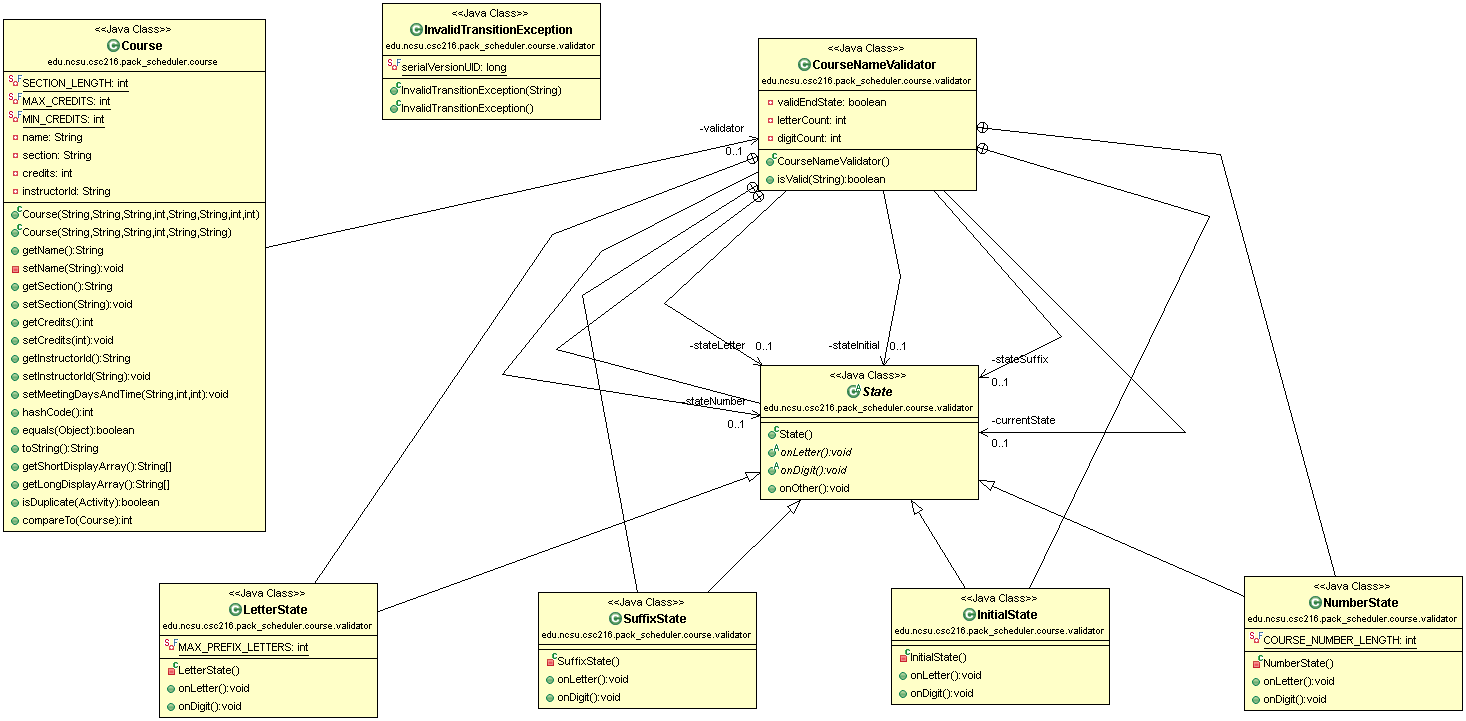 <<Java Class>>
Course
edu.ncsu.csc216.pack_scheduler.course
SECTION_LENGTH: int
MAX_CREDITS: int
MIN_CREDITS: int
name: String
section: String
credits: int
instructorId: String
Course(String,String,String,int,String,String,int,int)
Course(String,String,String,int,String,String)
getName():String
setName(String):void
getSection():String
setSection(String):void
getCredits():int
setCredits(int):void
getInstructorId():String
setInstructorId(String):void
setMeetingDaysAndTime(String,int,int):void
hashCode():int
equals(Object):boolean
toString():String
getShortDisplayArray():String[]
getLongDisplayArray():String[]
isDuplicate(Activity):boolean
compareTo(Course):int
<<Java Class>>
InvalidTransitionException
edu.ncsu.csc216.pack_scheduler.course.validator
serialVersionUID: long
InvalidTransitionException(String)
InvalidTransitionException()
<<Java Class>>
CourseNameValidator
edu.ncsu.csc216.pack_scheduler.course.validator
validEndState: boolean
letterCount: int
digitCount: int
CourseNameValidator()
isValid(String):boolean
-validator
0..1
-stateLetter
0..1
-stateInitial
0..1
-stateSuffix
0..1
-stateNumber
0..1
-currentState
0..1
<<Java Class>>
State
edu.ncsu.csc216.pack_scheduler.course.validator
State()
onLetter():void
onDigit():void
onOther():void
<<Java Class>>
LetterState
edu.ncsu.csc216.pack_scheduler.course.validator
MAX_PREFIX_LETTERS: int
LetterState()
onLetter():void
onDigit():void
<<Java Class>>
SuffixState
edu.ncsu.csc216.pack_scheduler.course.validator
SuffixState()
onLetter():void
onDigit():void
<<Java Class>>
InitialState
edu.ncsu.csc216.pack_scheduler.course.validator
InitialState()
onLetter():void
onDigit():void
<<Java Class>>
NumberState
edu.ncsu.csc216.pack_scheduler.course.validator
COURSE_NUMBER_LENGTH: int
NumberState()
onLetter():void
onDigit():void